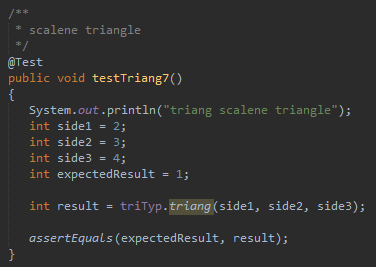 /**
 * scalene triangle
 */
@Test
public void testTriang7()
{
    System.out.println("triang scalene triangle");
    int side1 = 2;
    int side2 = 3;
    int side3 = 4;
    int expectedResult = 1;

    int result = triTyp.triang(side1, side2, side3);

    assertEquals(expectedResult, result);
}